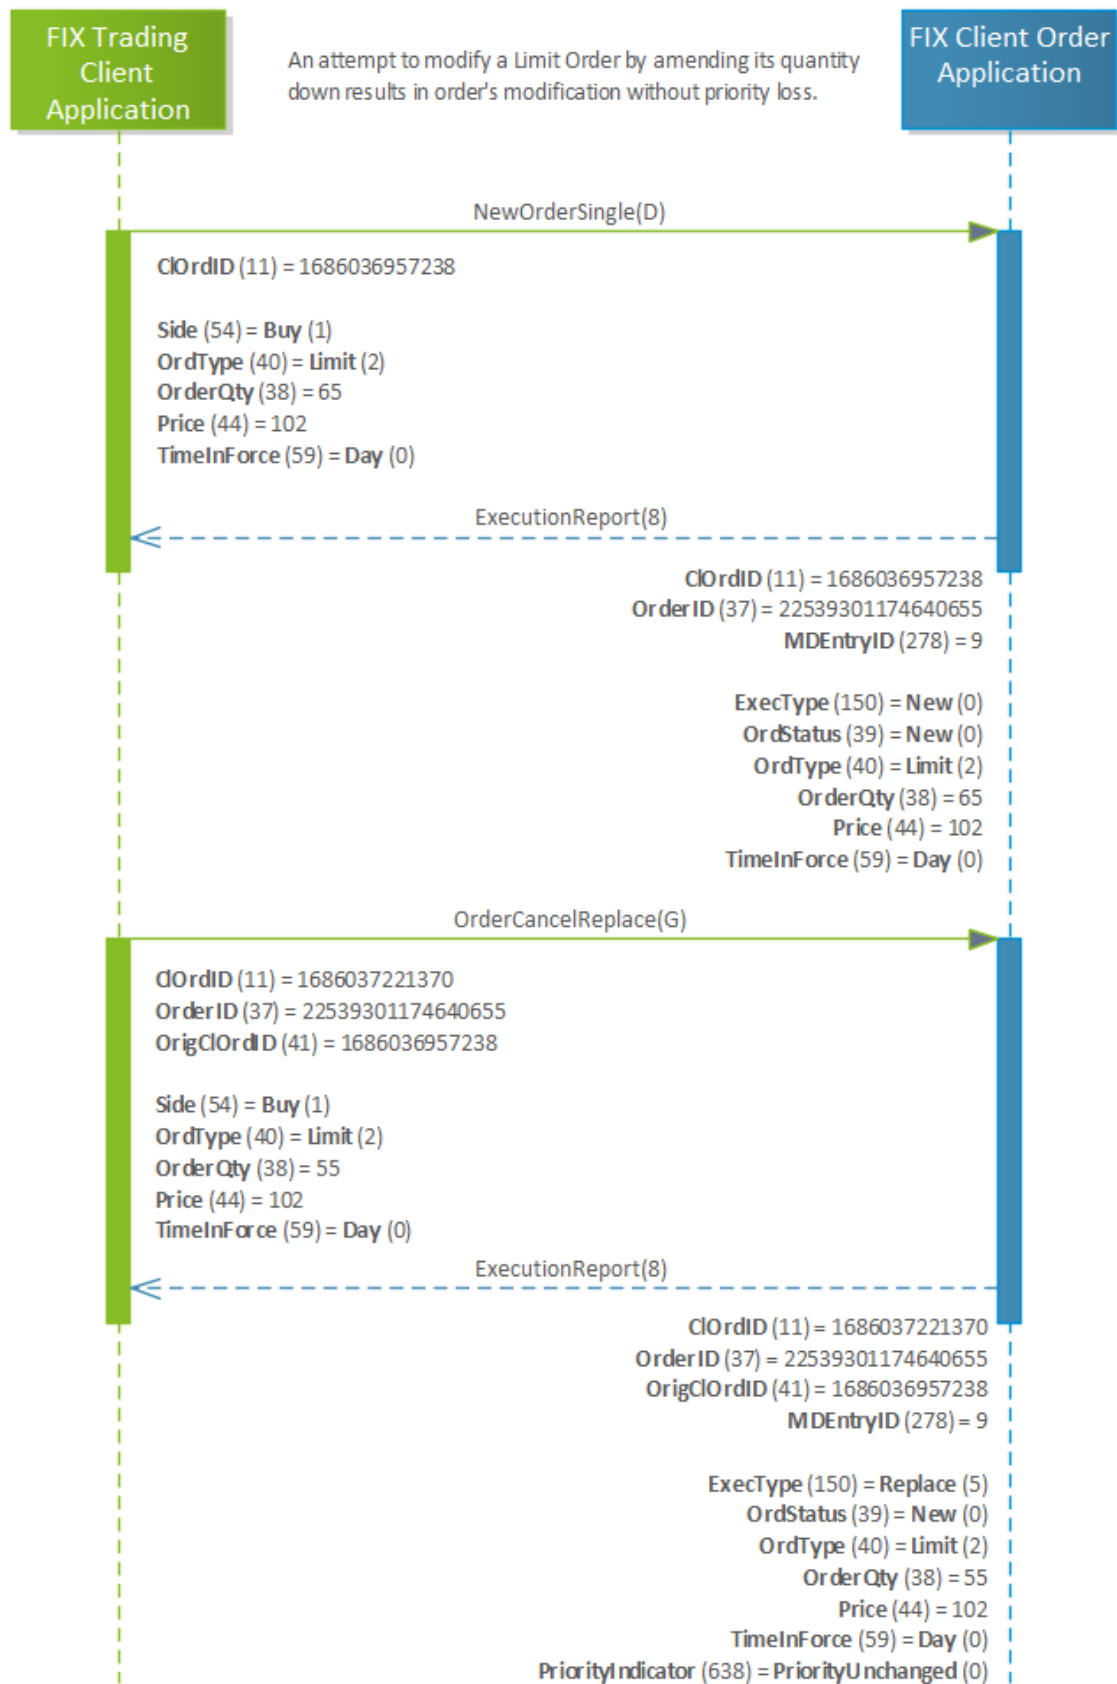 FIX Trading
Client
Application
An attempt to modify a Limit Order by amending its quantity
down results in order's modification without priority loss.
FIX Client Order
Application
NewOrderSingle(D)
ClOrdID (11) = 1686036957238
Side (54) = Buy (1)
OrdType (40) = Limit (2)
OrderQty (38) = 65
Price (44) = 102
TimeInForce (59) = Day (0)
ExecutionReport(8)
ClOrdID (11) = 1686036957238
OrderID (37) = 22539301174640655
MDEntryID (278) = 9
ExecType (150) = New (0)
OrdStatus (39) = New (0)
OrdType (40) = Limit (2)
OrderQty (38) = 65
Price (44) = 102
TimeInForce (59) = Day (0)
OrderCancelReplace(G)
ClOrdID (11) = 1686037221370
OrderID (37) = 22539301174640655
OrigClOrdID (41) = 1686036957238
Side (54) = Buy (1)
OrdType (40) = Limit (2)
OrderQty (38) = 55
Price (44) = 102
TimeInForce (59) = Day (0)
ExecutionReport(8)
ClOrdID (11) = 1686037221370
OrderID (37) = 22539301174640655
OrigClOrdID (41) = 1686036957238
MDEntryID (278) = 9
ExecType (150) = Replace (5)
OrdStatus (39) = New (0)
OrdType (40) = Limit (2)
OrderQty (38) = 55
Price (44) = 102
TimeInForce (59) = Day (0)
PriorityIndicator (638) = PriorityUnchanged (0)